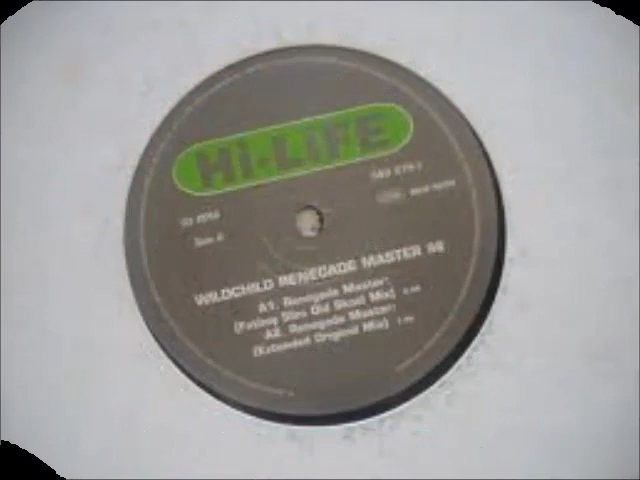 HI-LIFE
Side A
WILDCHILD RENEGADE MASTER 98
A1. Renegade Master:
(Fatboy Slim Old Skool Mix)
A2. Renegade Master:
(Extended Original Mix)